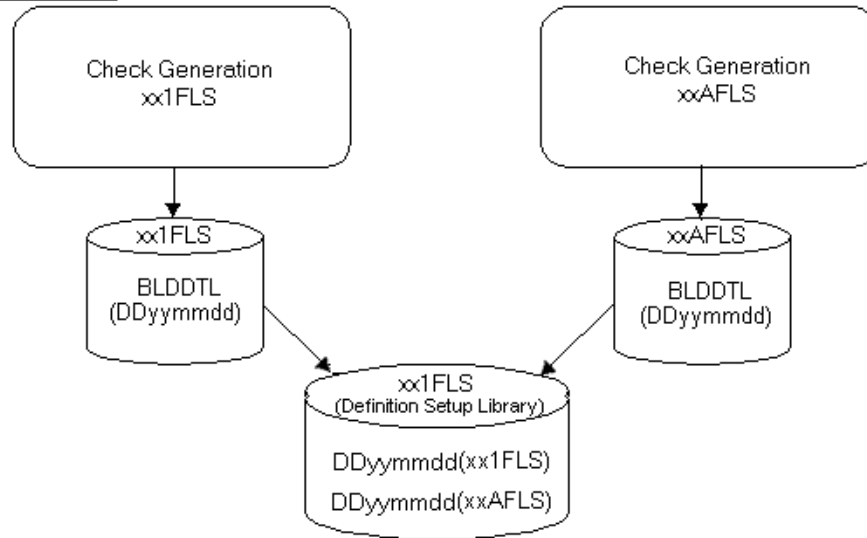 Check Generation
xx1FLS
Check Generation
xxAFLS
xx1FLS
BLDDTL
(DDyymmdd)
xxAFLS
BLDDTL
(DDyymmdd)
xx1FLS
(Definition Setup Library)
DDyymmdd(xx1FLS)
DDyymmdd(xxAFLS)